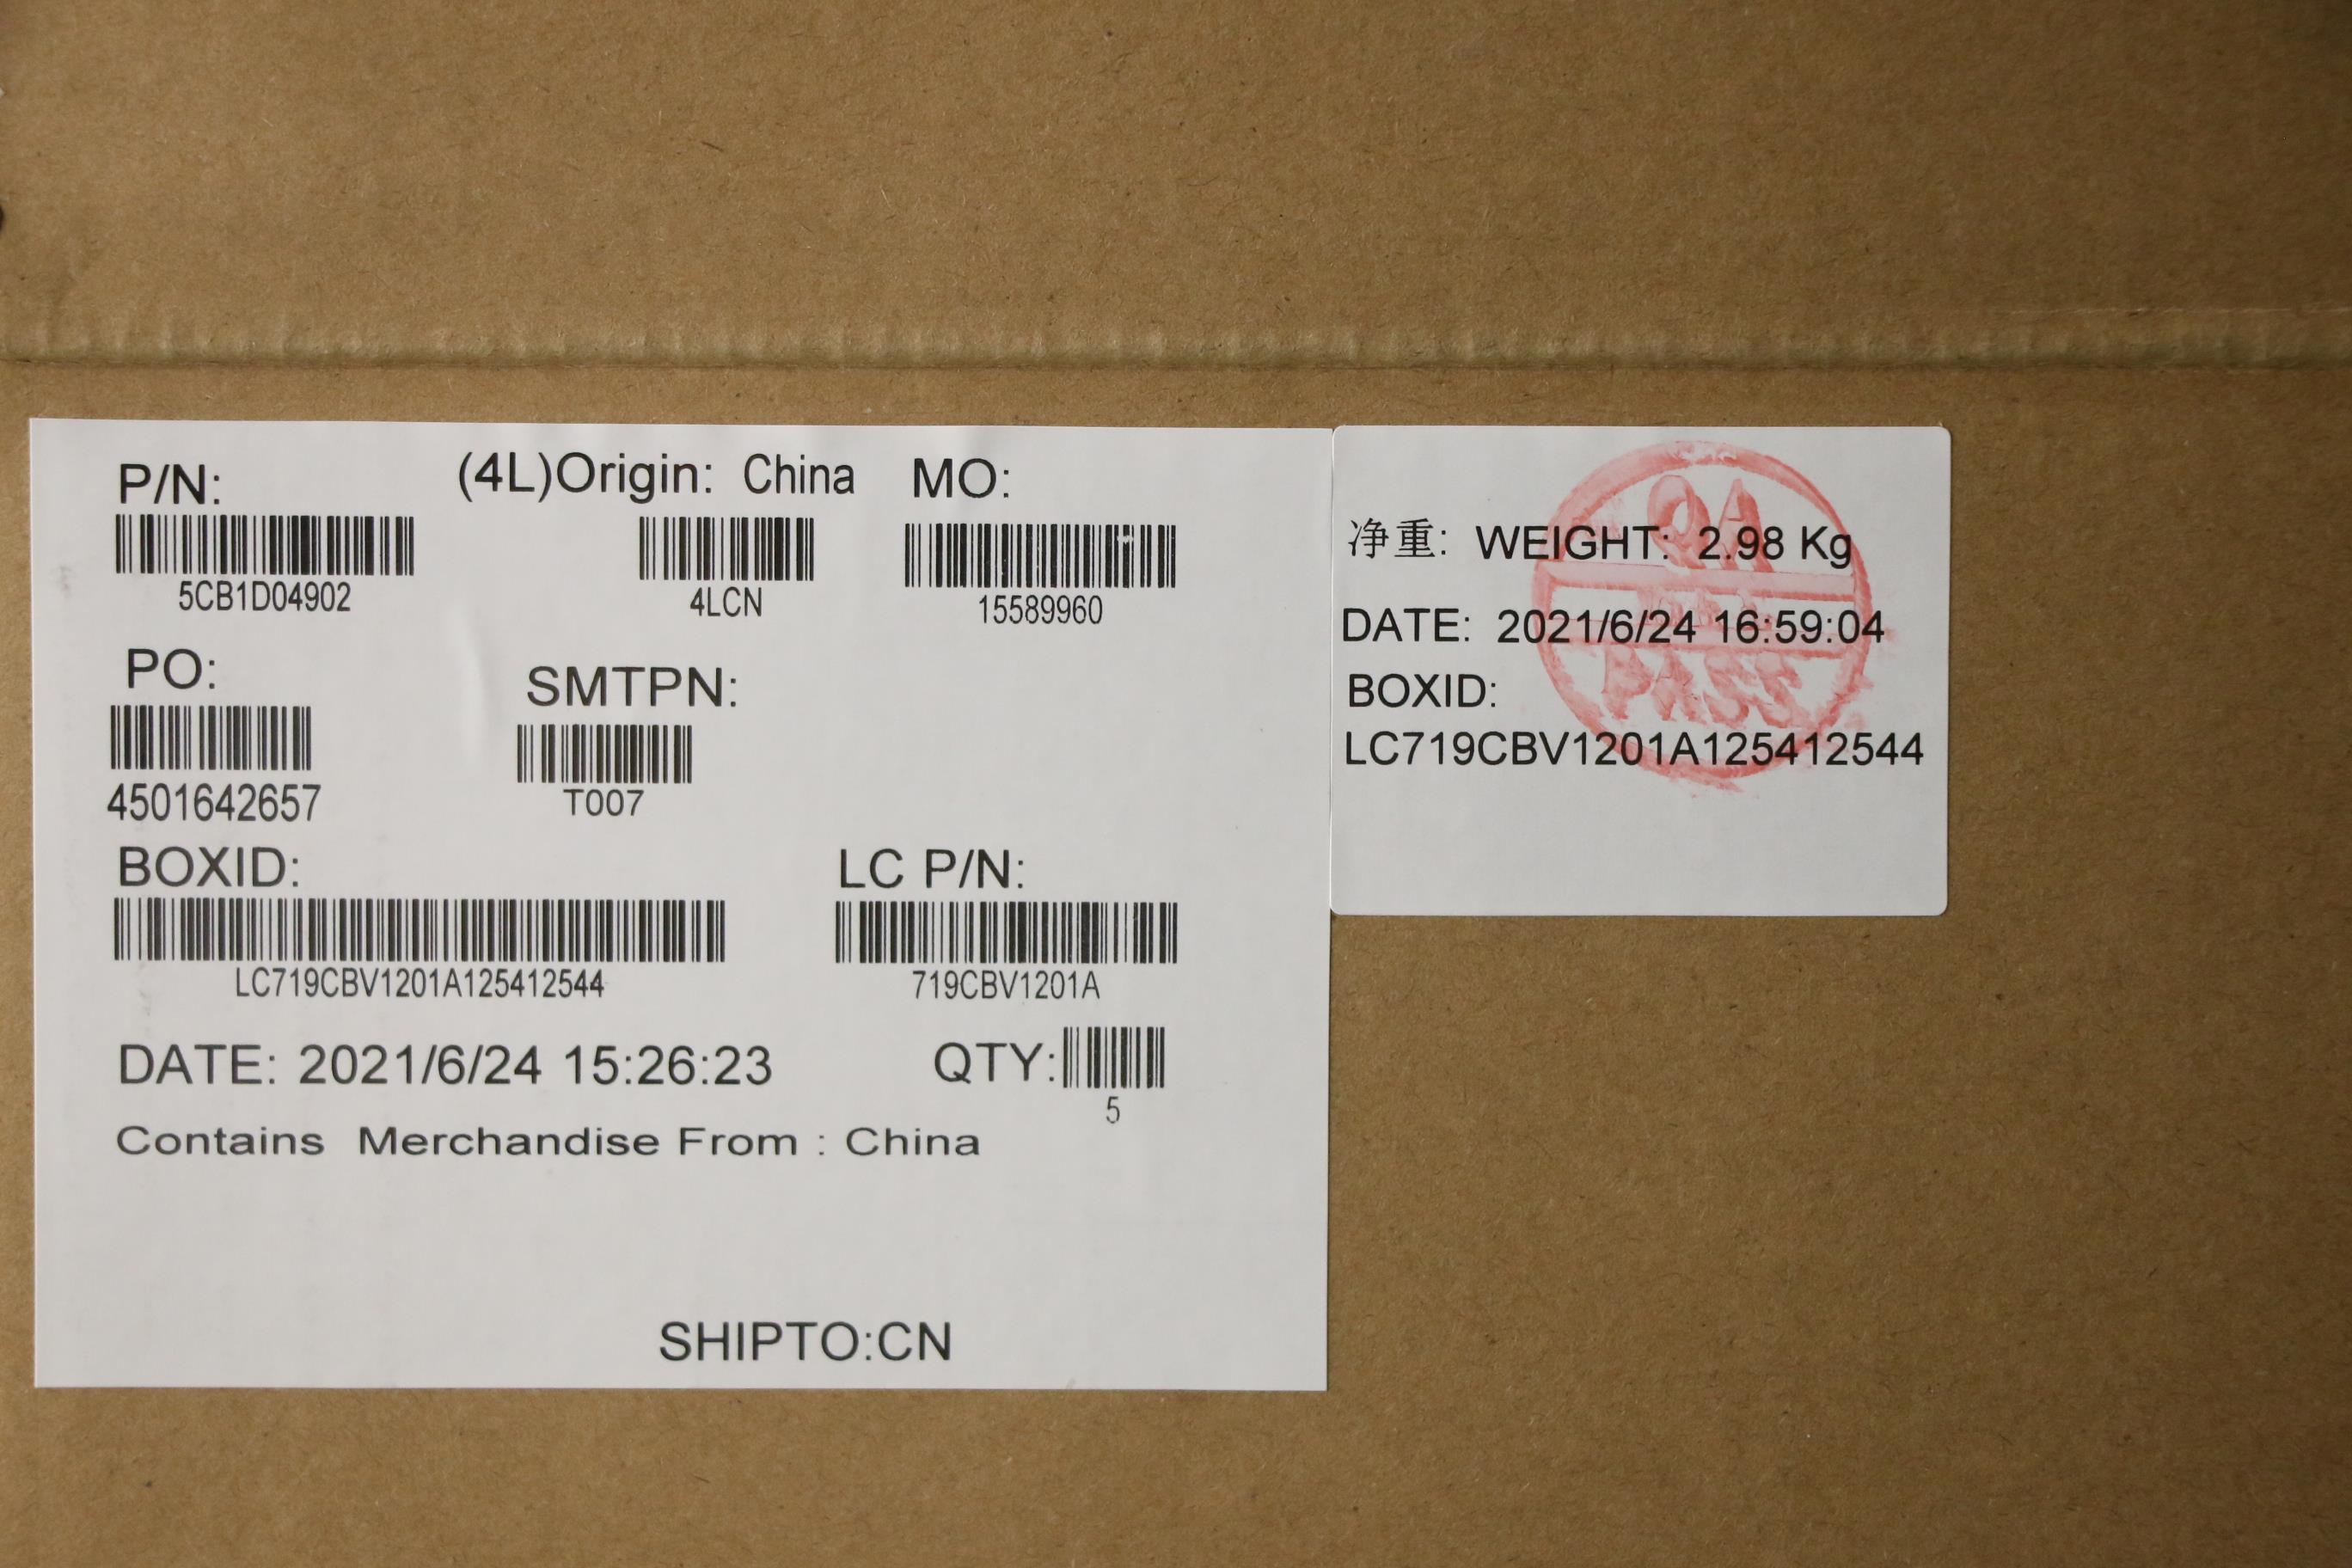 P/N: (4L)Origin: China MO:
5CB1D04902 4LCN 15589960
PO: SMTPN:
4501642657 T007
BOXID: LC P/N:
LC719CBV1201A125412544 719CBV1201A
DATE: 2021/6/24 15:26:23 QTY:
5
Contains Merchandise From : China
SHIPTO:CN
净重: WEIGHT: 2.98 Kg
DATE: 2021/6/24 16:59:04
BOXID:
LC719CBV1201A125412544
QA
PASS